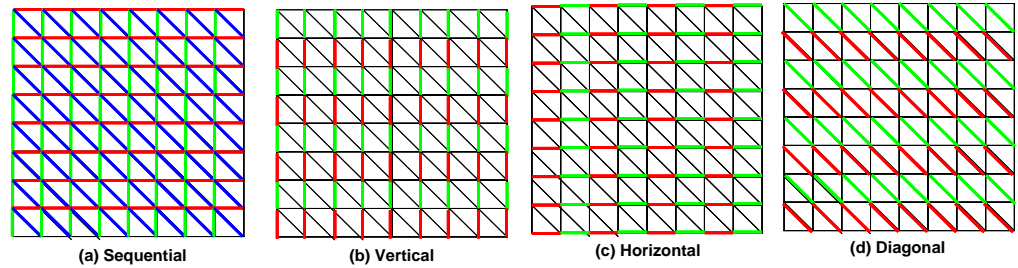 (a) Sequential
(b) Vertical
(c) Horizontal
(d) Diagonal